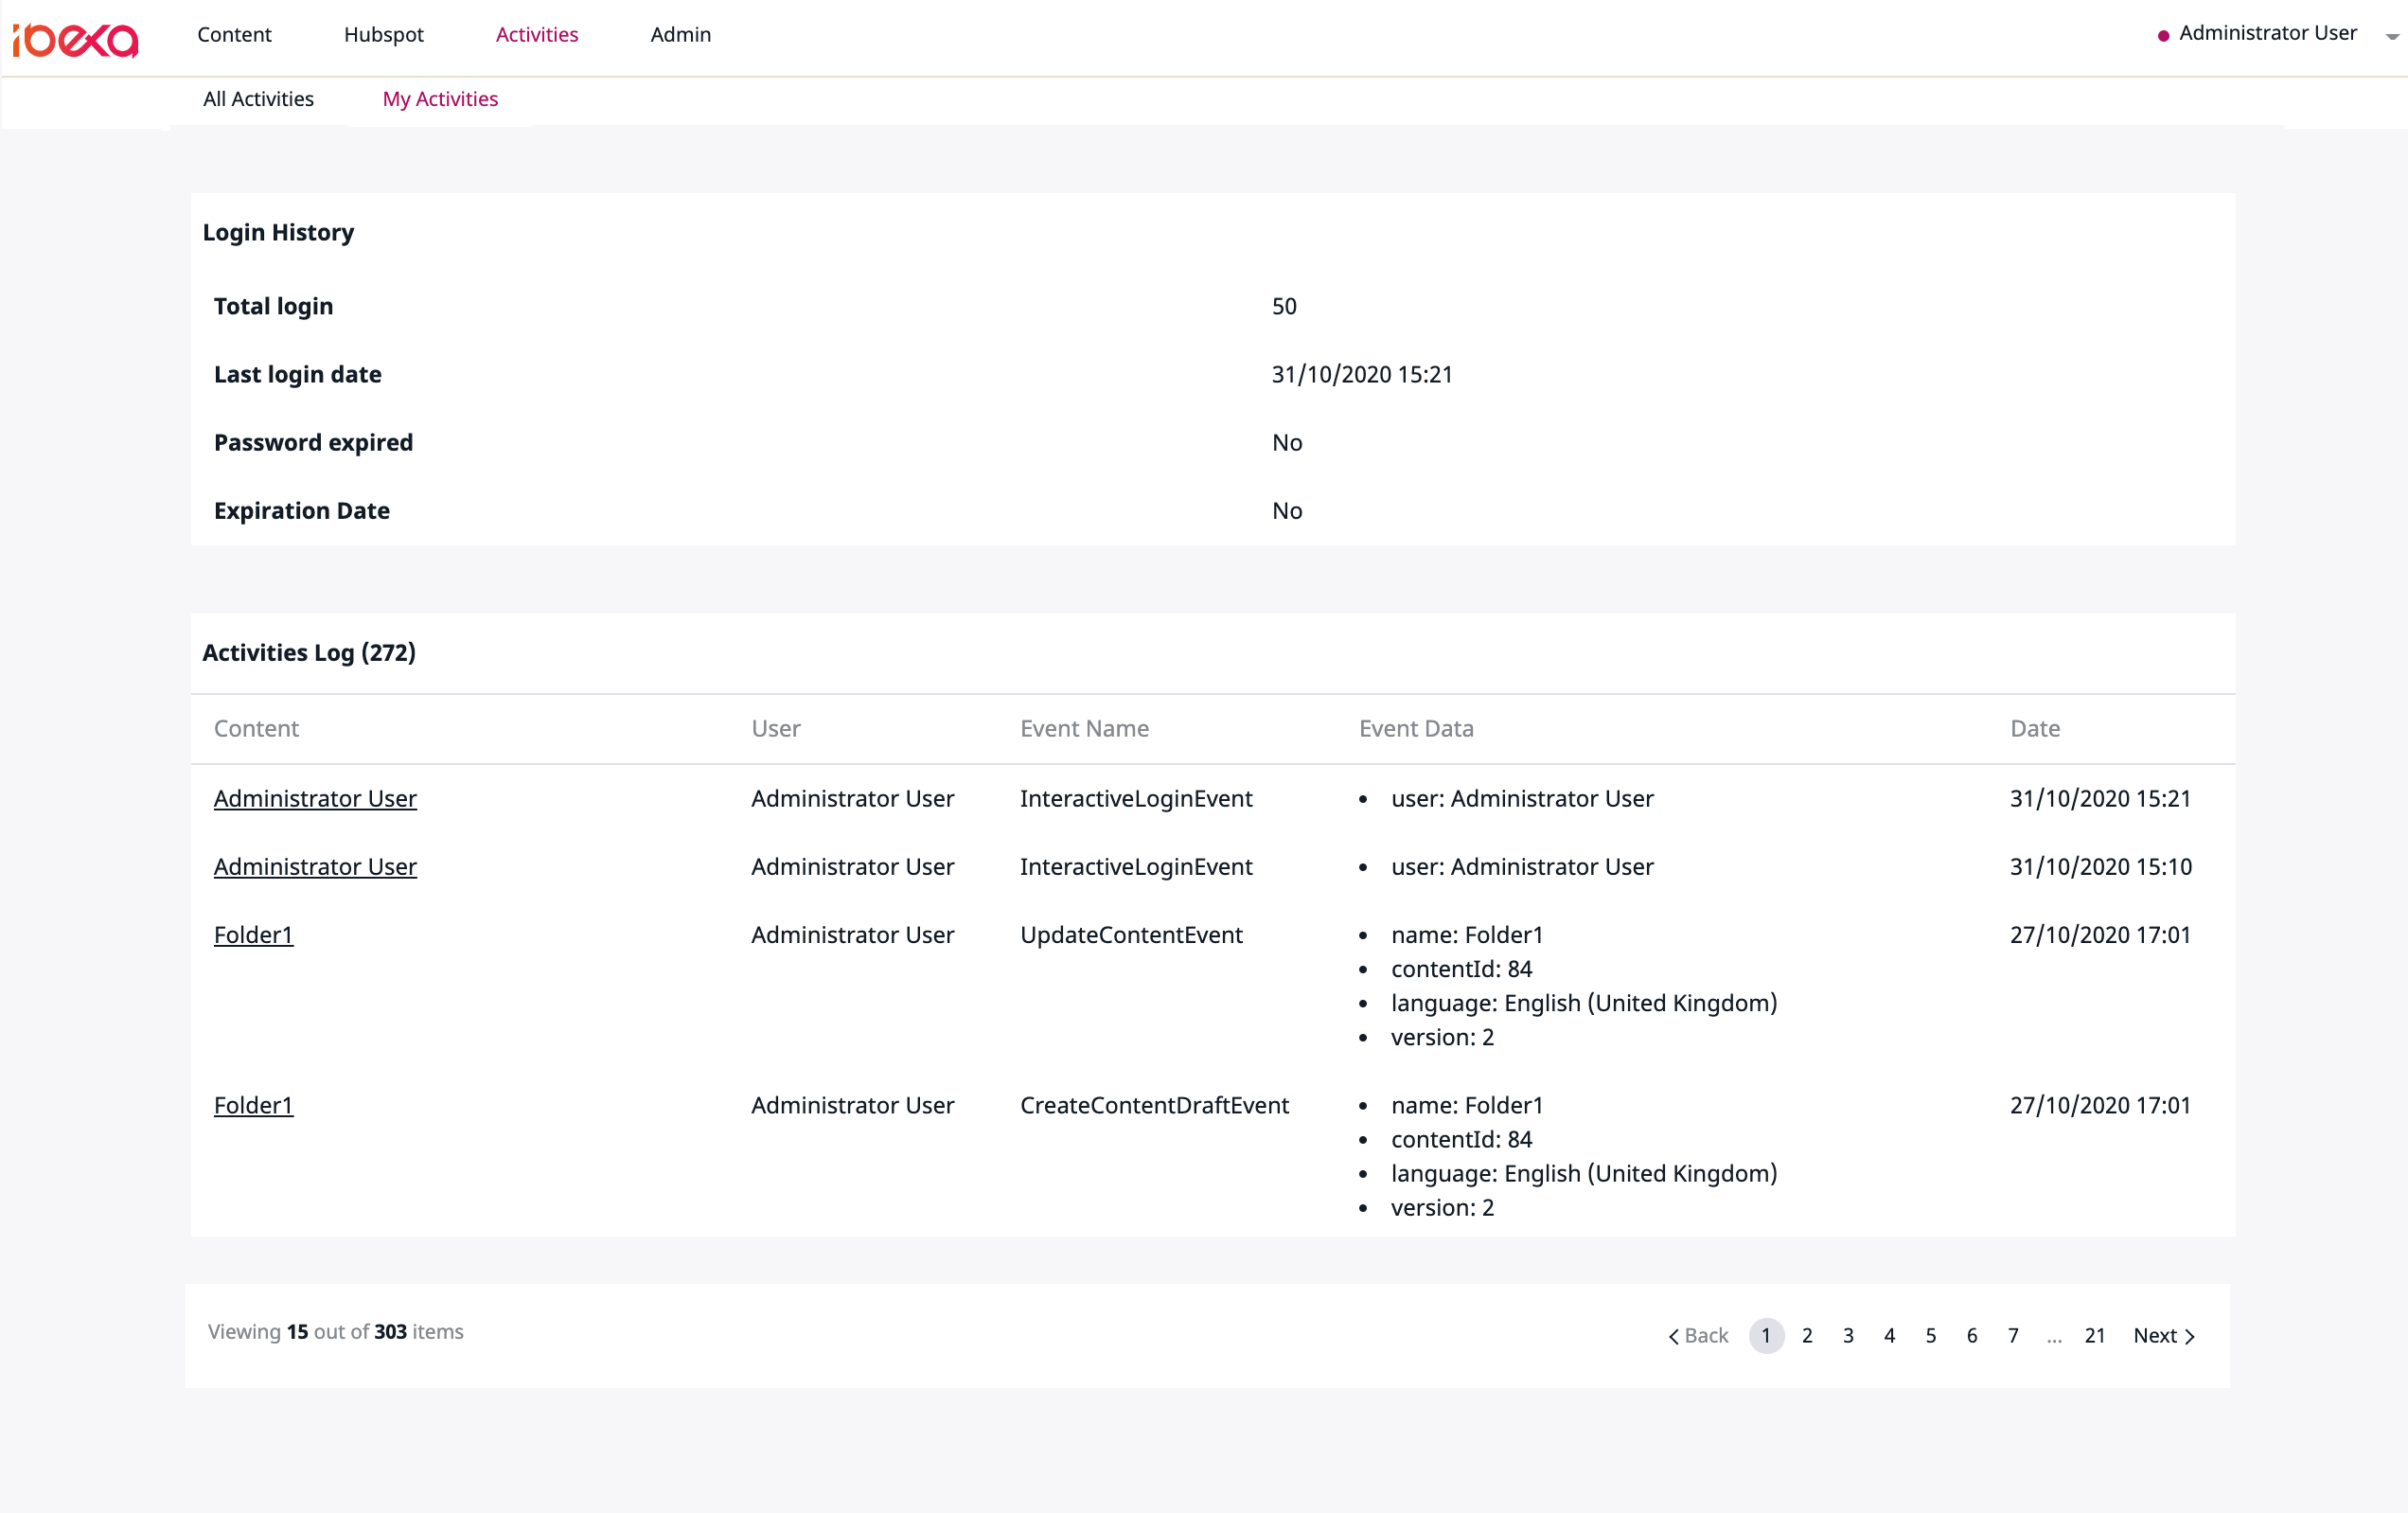 ibexa Content Hubspot Activities Admin Administrator User
All Activities My Activities
Login History
Total login 50
Last login date 31/10/2020 15:21
Password expired No
Expiration Date No
Activities Log (272)
Content User Event Name Event Data Date
Administrator User Administrator User InteractiveLoginEvent • user: Administrator User 31/10/2020 15:21
Administrator User Administrator User InteractiveLoginEvent • user: Administrator User 31/10/2020 15:10
Folder1 Administrator User UpdateContentEvent • name: Folder1 27/10/2020 17:01
• contentId: 84
• language: English (United Kingdom)
• version: 2
Folder1 Administrator User CreateContentDraftEvent • name: Folder1 27/10/2020 17:01
• contentId: 84
• language: English (United Kingdom)
• version: 2
Viewing 15 out of 303 items Back 1 2 3 4 5 6 7 ... 21 Next